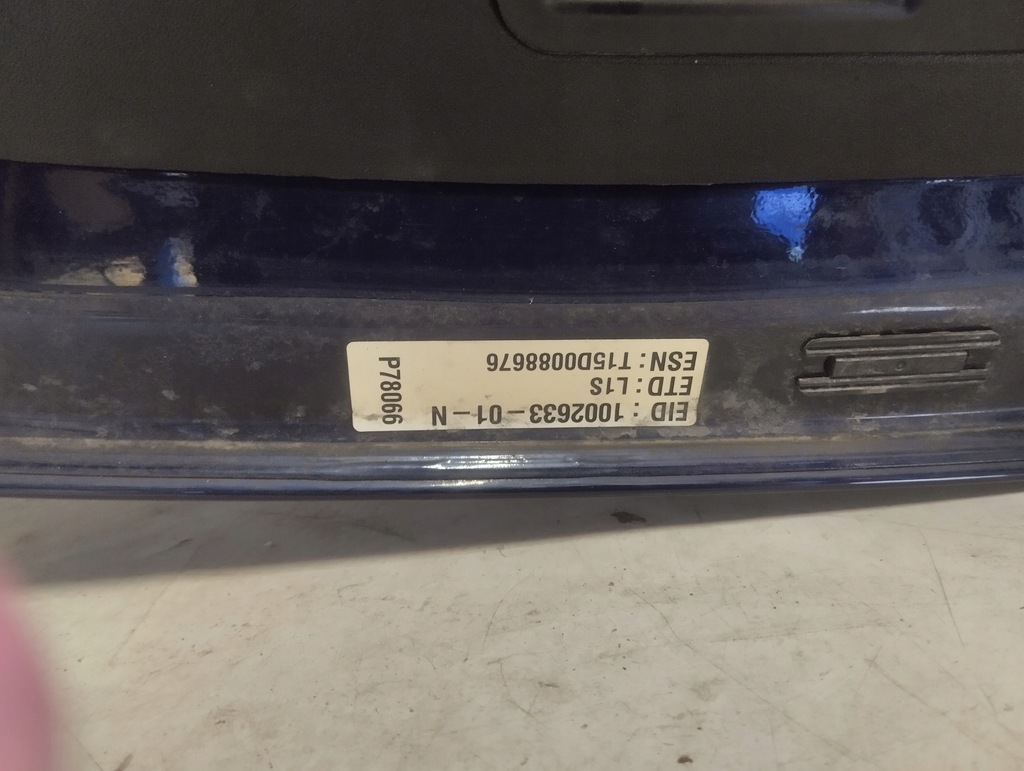 EID : 1002633 - 01 - N
ETD : L1S
ESN : T15D0088676
P78066